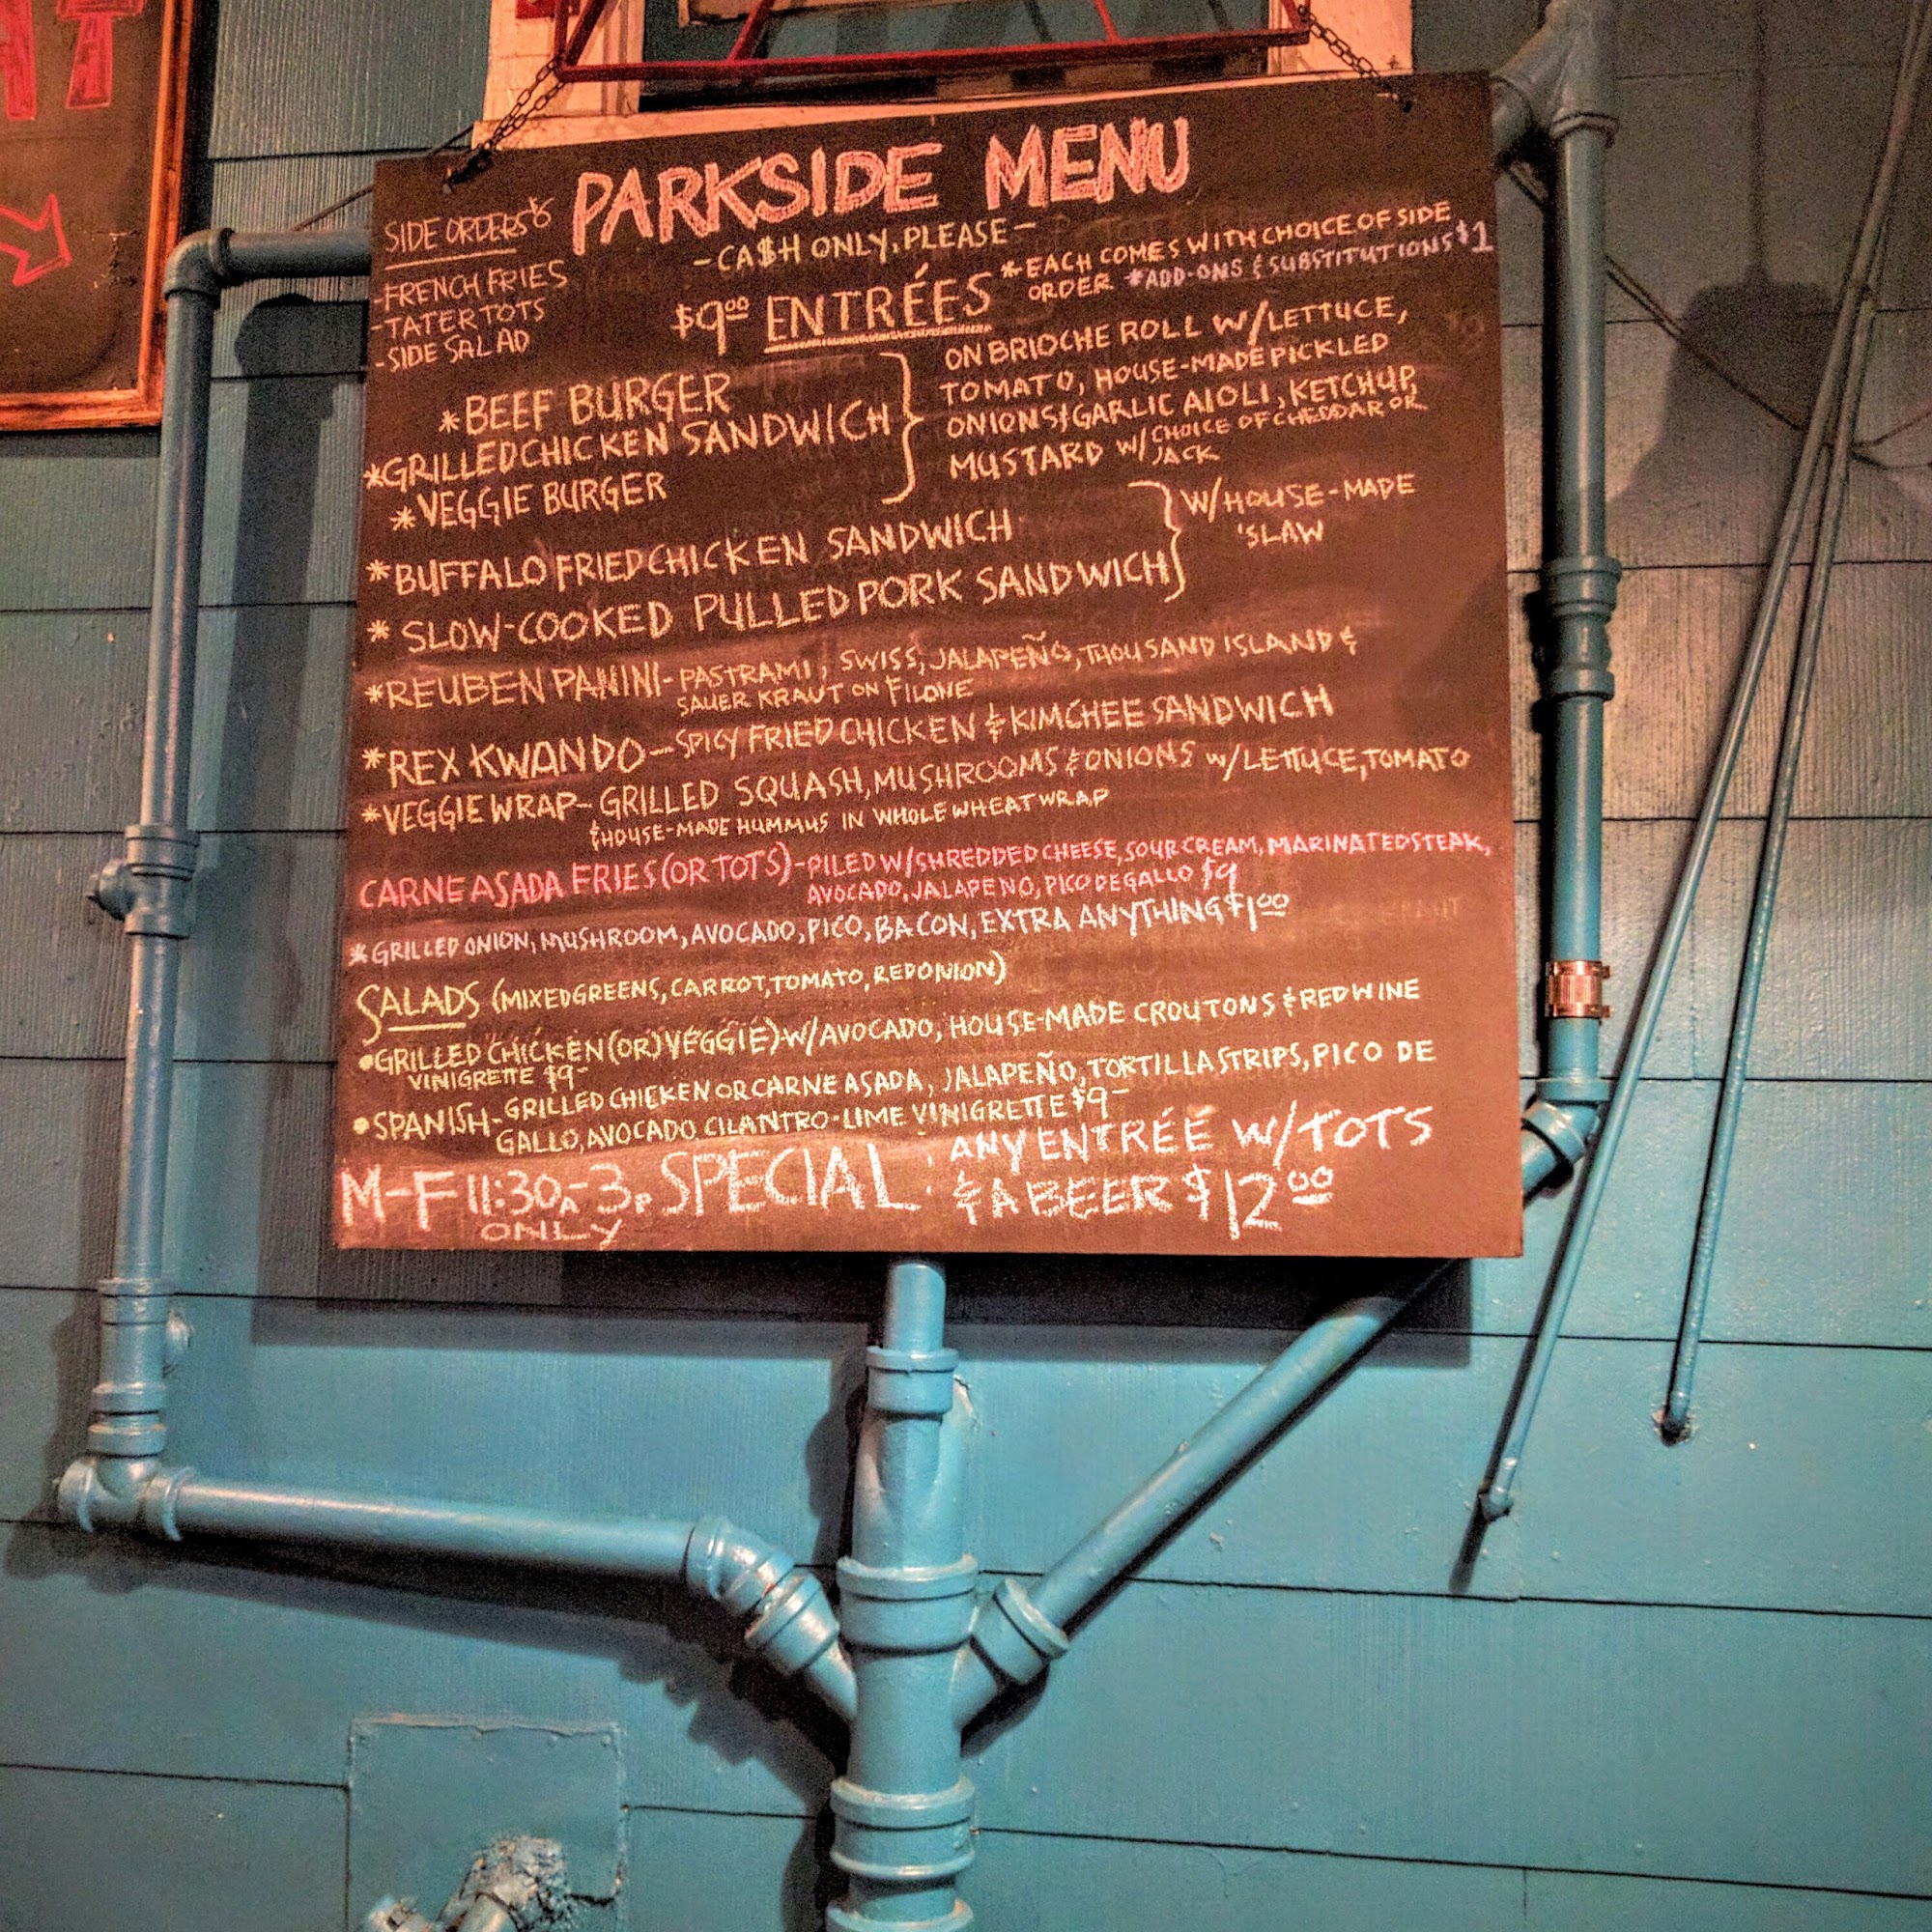 PARKSIDE MENU
-CA$H ONLY, PLEASE-
SIDE ORDERS
-FRENCH FRIES
-TATER TOTS
-SIDE SALAD
$9⁰⁰ ENTRÉES
*EACH COMES WITH CHOICE OF SIDE
ORDER *ADD-ONS & SUBSTITUTIONS $1
*BEEF BURGER
*GRILLED CHICKEN SANDWICH
*VEGGIE BURGER
ON BRIOCHE ROLL W/LETTUCE,
TOMATO, HOUSE-MADE PICKLED
ONIONS & GARLIC AIOLI, KETCHUP,
MUSTARD W/ CHOICE OF CHEDDAR OR
JACK
*BUFFALO FRIED CHICKEN SANDWICH
*SLOW-COOKED PULLED PORK SANDWICH
W/HOUSE-MADE
'SLAW
*REUBEN PANINI-PASTRAMI, SWISS, JALAPEÑO, THOUSAND ISLAND &
SAUER KRAUT ON FILONE
*REX KWANDO-SPICY FRIED CHICKEN & KIMCHEE SANDWICH
*VEGGIE WRAP-GRILLED SQUASH, MUSHROOMS & ONIONS W/LETTUCE, TOMATO
& HOUSE-MADE HUMMUS IN WHOLE WHEAT WRAP
CARNE ASADA FRIES (OR TOTS)-PILED W/SHREDDED CHEESE, SOUR CREAM, MARINATED STEAK,
AVOCADO, JALAPENO, PICO DE GALLO $9
*GRILLED ONION, MUSHROOM, AVOCADO, PICO, BACON, EXTRA ANYTHING $1⁰⁰
SALADS (MIXED GREENS, CARROT, TOMATO, RED ONION)
•GRILLED CHICKEN (OR) VEGGIE)-W/AVOCADO, HOUSE-MADE CROUTONS & RED WINE
VINIGRETTE $9-
•SPANISH-GRILLED CHICKEN OR CARNE ASADA, JALAPEÑO, TORTILLA STRIPS, PICO DE
GALLO, AVOCADO, CILANTRO-LIME VINIGRETTE $9-
M-F 11:30A-3P SPECIAL: ANY ENTRÉE W/TOTS
ONLY & A BEER $12⁰⁰